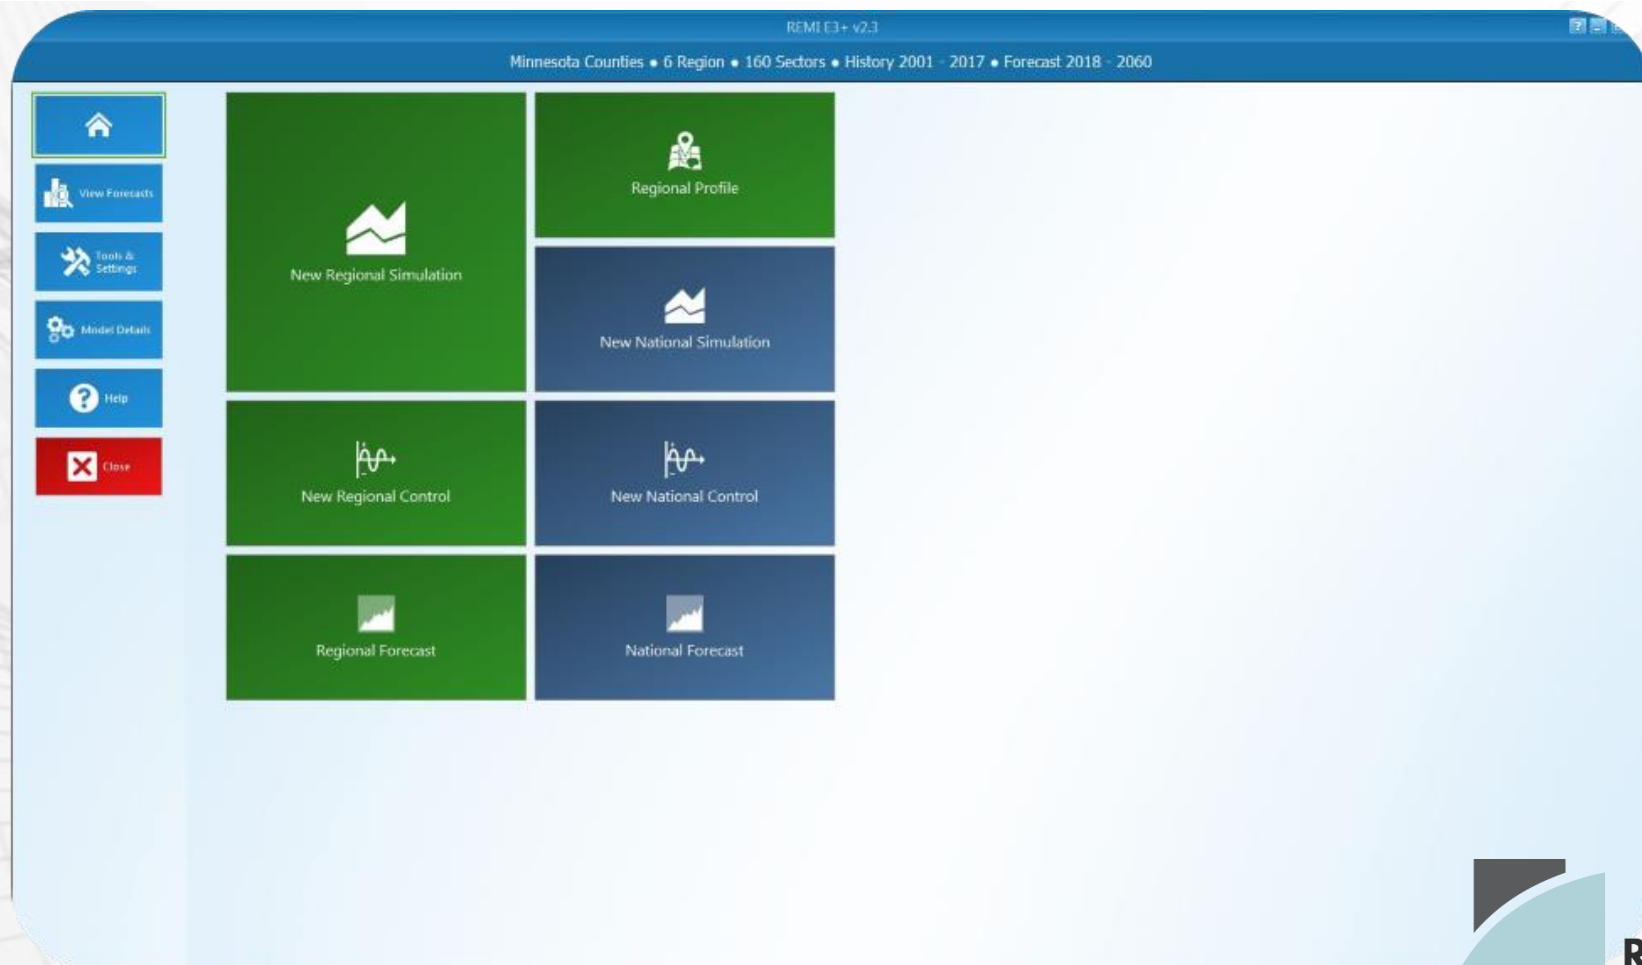 REMI E3+ v2.3
Minnesota Counties ● 6 Region ● 160 Sectors ● History 2001 - 2017 ● Forecast 2018 - 2060
View Forecasts
Tools &
Settings
Model Details
Help
Close
New Regional Simulation
Regional Profile
New National Simulation
New Regional Control
New National Control
Regional Forecast
National Forecast
R